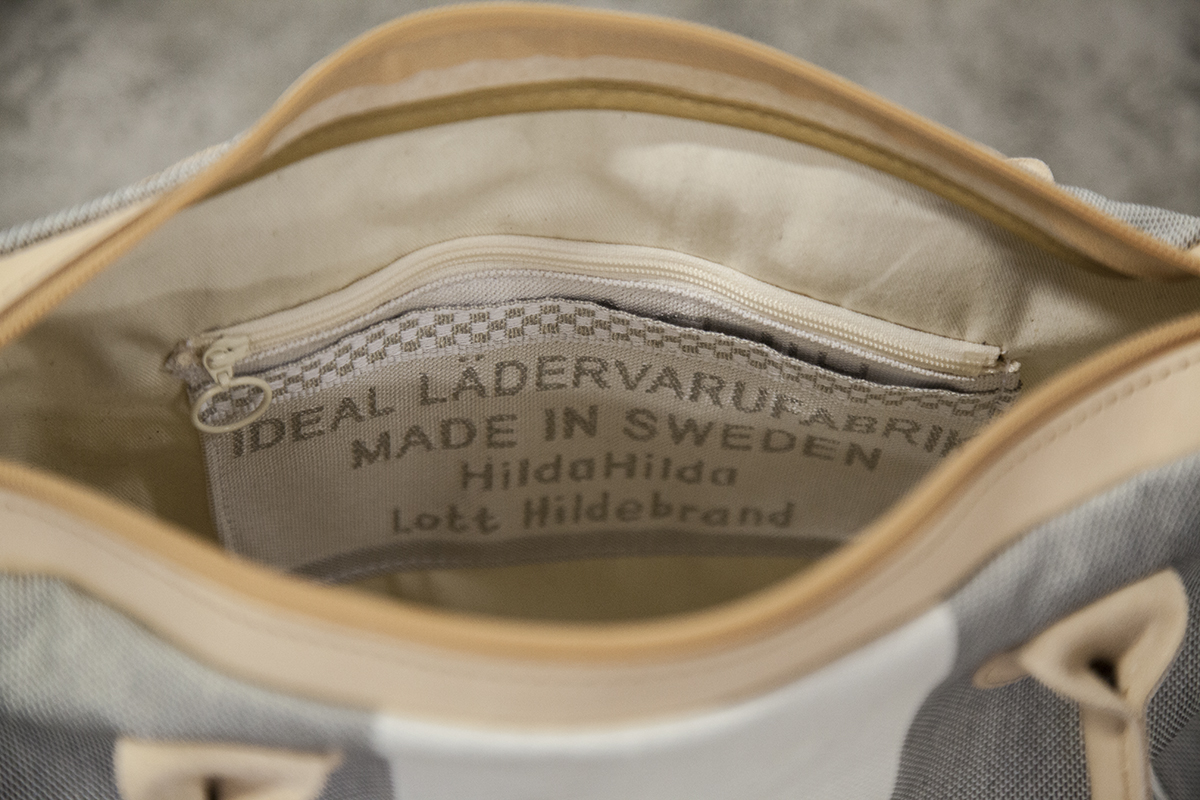 IDEAL LÄDERVARUFABRIK
MADE IN SWEDEN
HildaHilda
Lott Hildebrand